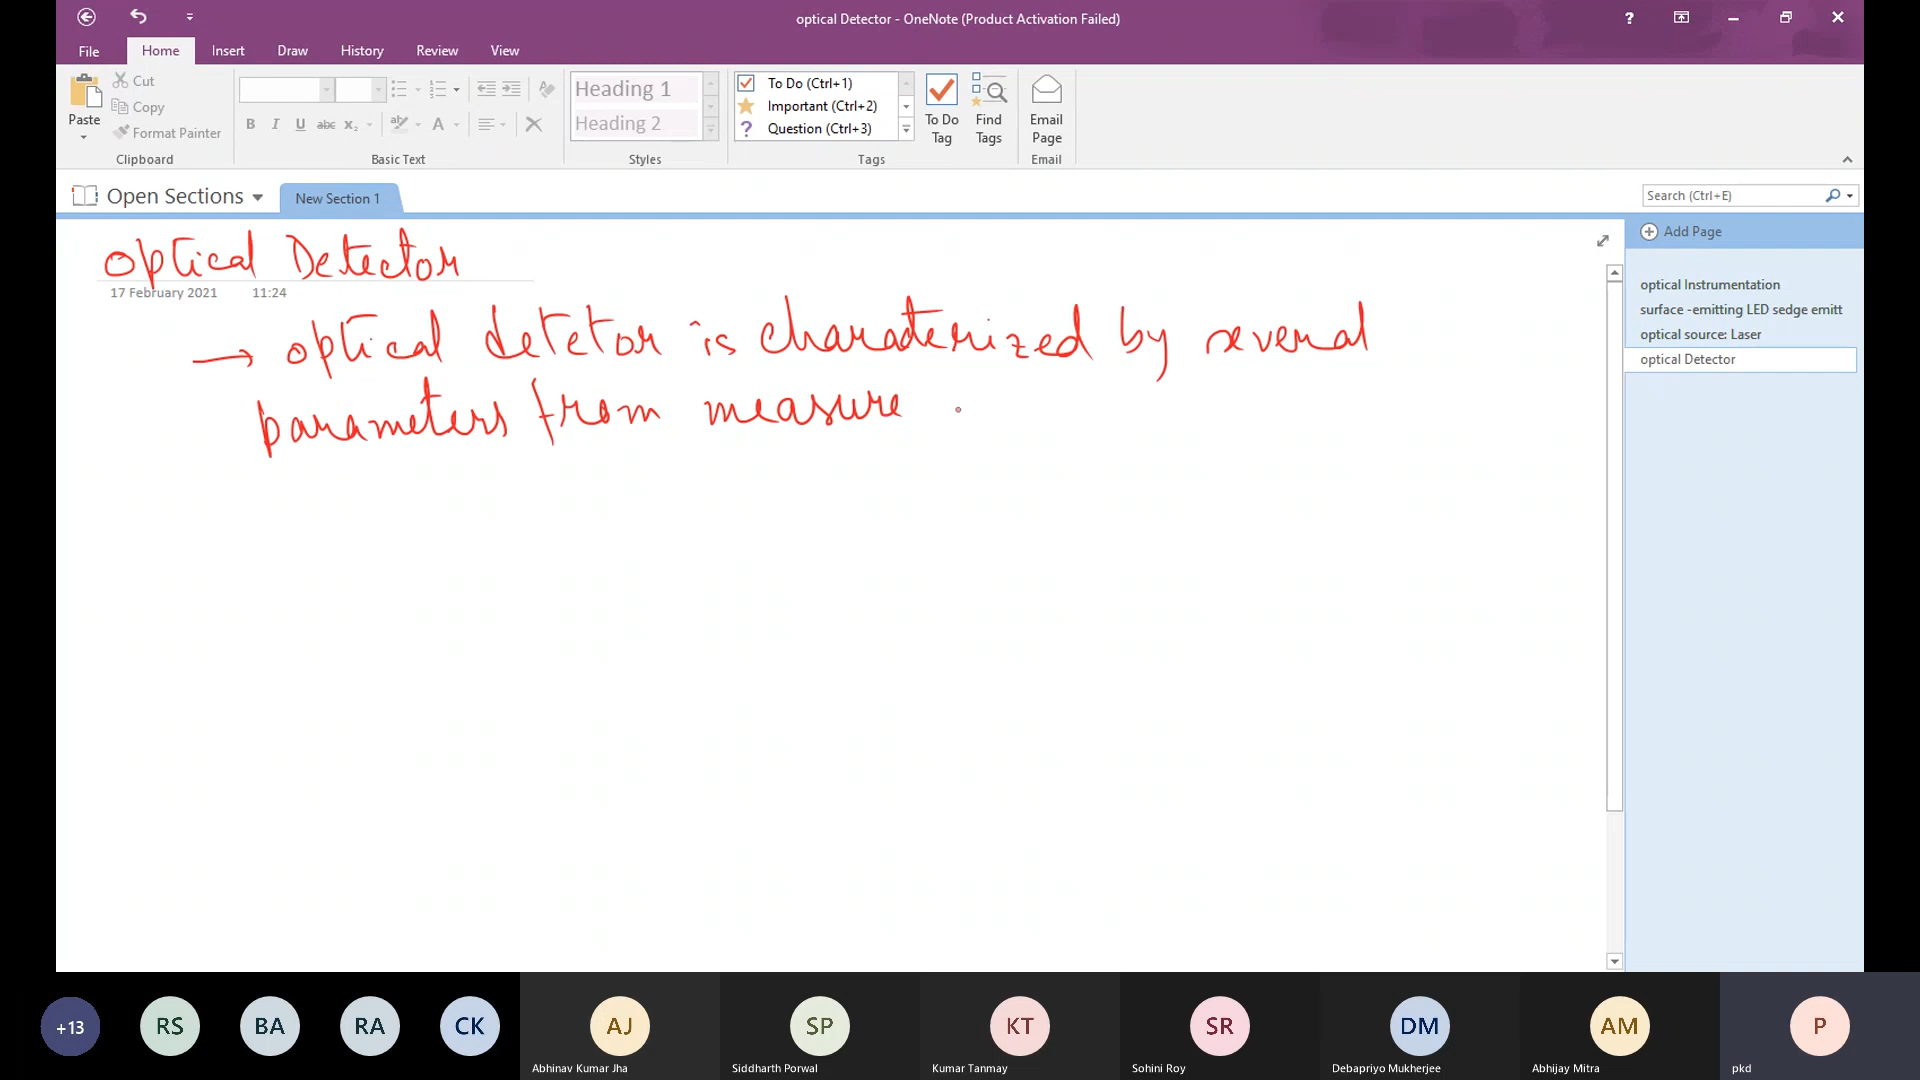 optical Detector - OneNote (Product Activation Failed)
?
File Home Insert Draw History Review View
Paste
Cut
Copy
Format Painter
Clipboard
B I U abc x₂ A
Basic Text
Heading 1
Heading 2
Styles
To Do (Ctrl+1)
Important (Ctrl+2)
? Question (Ctrl+3)
To Do
Tag
Find
Tags
Tags
Email
Page
Email
Open Sections
New Section 1
Search (Ctrl+E)
optical Detector
17 February 2021 11:24
→ optical detetor is charaterized by several
parameters from measure
Add Page
optical Instrumentation
surface -emitting LED sedge emitt
optical source: Laser
optical Detector
+13 RS BA RA CK AJ SP KT SR DM AM P
Abhinav Kumar Jha Siddharth Porwal Kumar Tanmay Sohini Roy Debapriyo Mukherjee Abhijay Mitra pkd